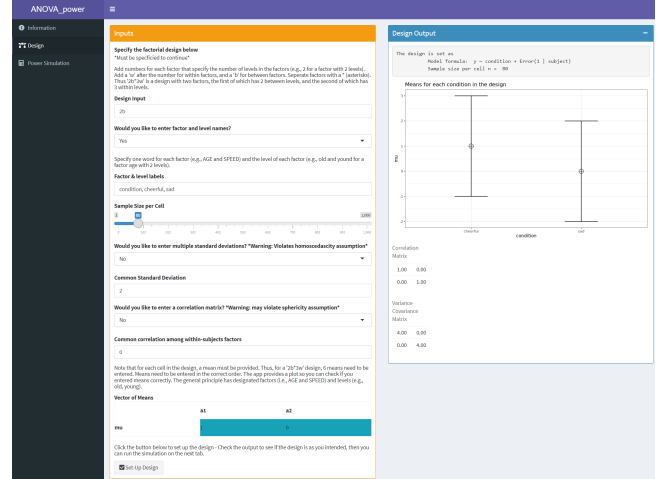 ANOVA_power
Information
Design
Power Simulation
Inputs
Specify the factorial design below
*Must be specficied to continue*
Add numbers for each factor that specify the number of levels in the factors (e.g., 2 for a factor with 2 levels).
Add a 'w' after the number for within factors, and a 'b' for between factors. Seperate factors with a * (asterisks).
Thus '2b*3w' is a design with two factors, the first of which has 2 between levels, and the second of which has
3 within levels.
Design Input
2b
Would you like to enter factor and level names?
Yes
Specify one word for each factor (e.g., AGE and SPEED) and the level of each factor (e.g., old and yound for a
factor age with 2 levels).
Factor & level labels
condition, cheerful, sad
Sample Size per Cell
80
Would you like to enter multiple standard deviations? *Warning: Violates homoscedascity assumption*
No
Common Standard Deviation
2
Would you like to enter a correlation matrix? *Warning: may violate sphericity assumption*
No
Common correlation among within-subjects factors
0
Note that for each cell in the design, a mean must be provided. Thus, for a '2b*3w' design, 6 means need to be
entered. Means need to be entered in the correct order. The app provides a plot so you can check if you
entered means correctly. The general principle has designated factors (i.e., AGE and SPEED) and levels (e.g.,
old, young).
Vector of Means
a1 a2
mu
Click the button below to set up the design - Check the output to see if the design is as you intended, then you
can run the simulation on the next tab.
Set-Up Design
Design Output
The design is set as
Model formula: y ~ condition + Error(1 | subject)
Sample size per cell n = 80
Means for each condition in the design
mu
cheerful sad
condition
Correlation
Matrix
1.00 0.00
0.00 1.00
Variance-
Covariance
Matrix
4.00 0.00
0.00 4.00